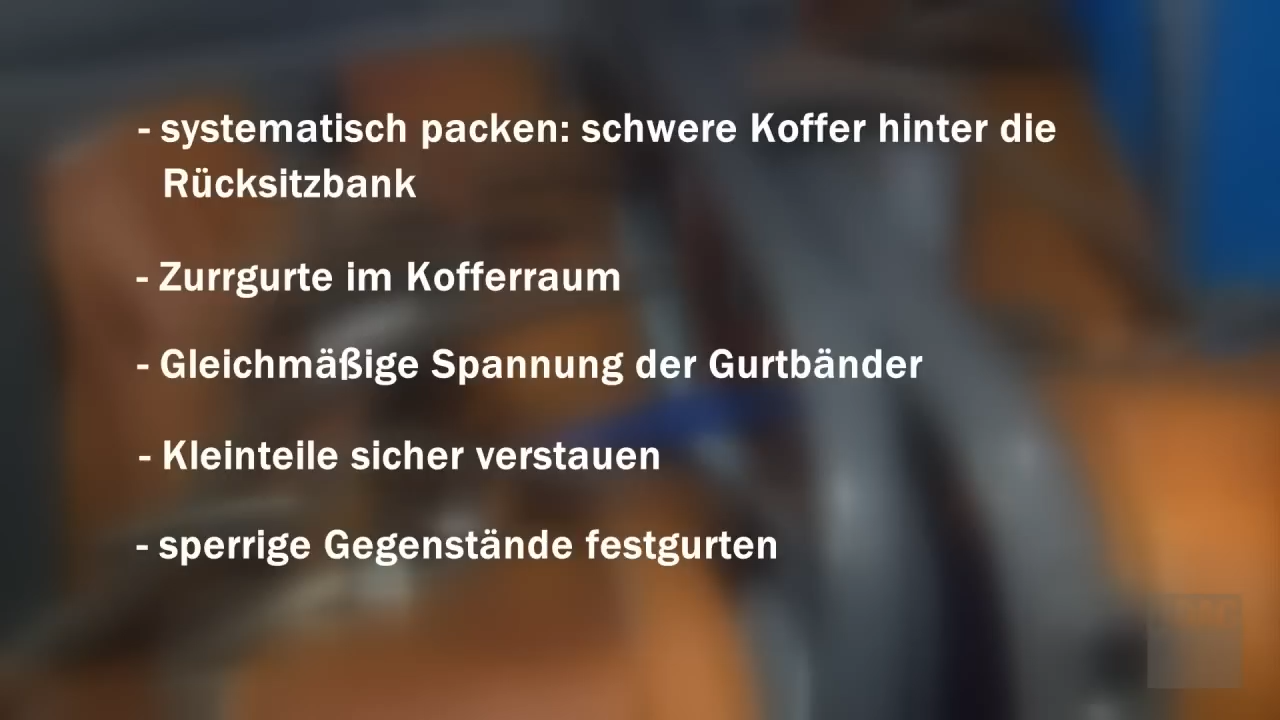 - systematisch packen: schwere Koffer hinter die
Rücksitzbank
- Zurrgurte im Kofferraum
- Gleichmäßige Spannung der Gurtbänder
- Kleinteile sicher verstauen
- sperrige Gegenstände festgurten